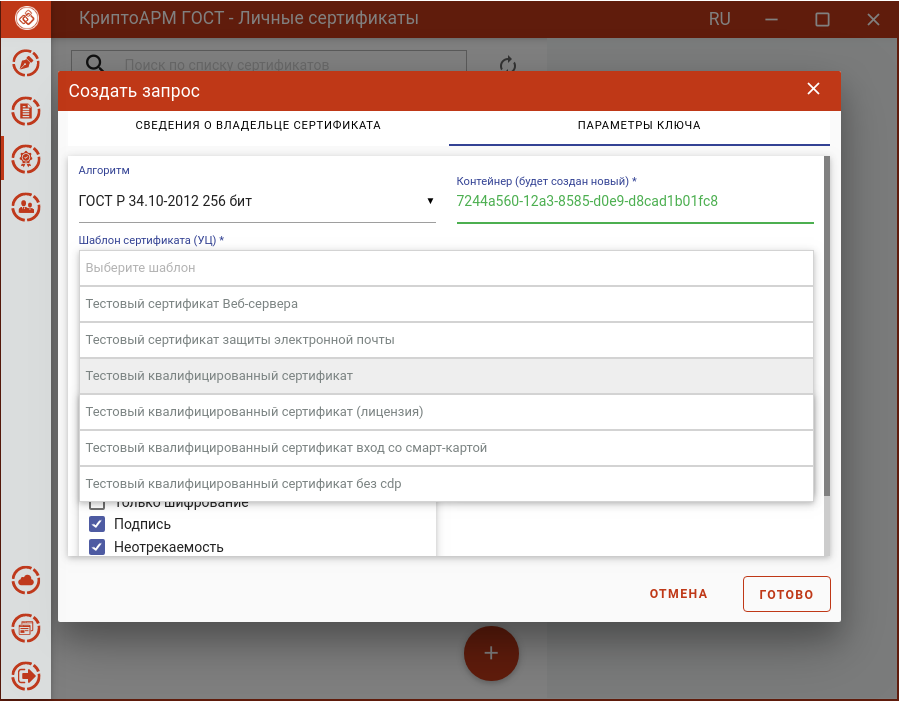 КриптоАРМ ГОСТ - Личные сертификаты
RU
Поиск по списку сертификатов
Создать запрос
СВЕДЕНИЯ О ВЛАДЕЛЬЦЕ СЕРТИФИКАТА
ПАРАМЕТРЫ КЛЮЧА
Алгоритм
ГОСТ Р 34.10-2012 256 бит
Контейнер (будет создан новый) *
7244a560-12a3-8585-d0e9-d8cad1b01fc8
Шаблон сертификата (УЦ) *
Выберите шаблон
Тестовый сертификат Веб-сервера
Тестовый сертификат защиты электронной почты
Тестовый квалифицированный сертификат
Тестовый квалифицированный сертификат (лицензия)
Тестовый квалифицированный сертификат вход со смарт-картой
Тестовый квалифицированный сертификат без cdp
Только шифрование
Подпись
Неотрекаемость
ОТМЕНА
ГОТОВО